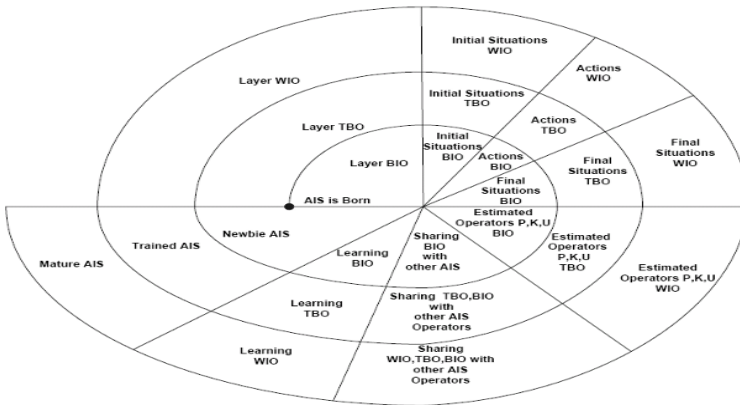 Initial Situations
WIO
Actions
WIO
Layer WIO
Initial Situations
TBO
Actions
TBO
Final
Situations
WIO
Layer TBO
Initial
Situations
BIO
Actions
BIO
Final
Situations
TBO
Layer BIO
Final
Situations
BIO
AIS is Born
Estimated
Operators P,K,U
BIO
Newbie AIS
Trained AIS
Mature AIS
Sharing
BIO
with
other AIS
Estimated
Operators
P,K,U
TBO
Learning
BIO
Estimated
Operators P,K,U
WIO
Learning
TBO
Sharing TBO,BIO
with
other AIS
Operators
Learning
WIO
Sharing
WIO,TBO,BIO with
other AIS
Operators